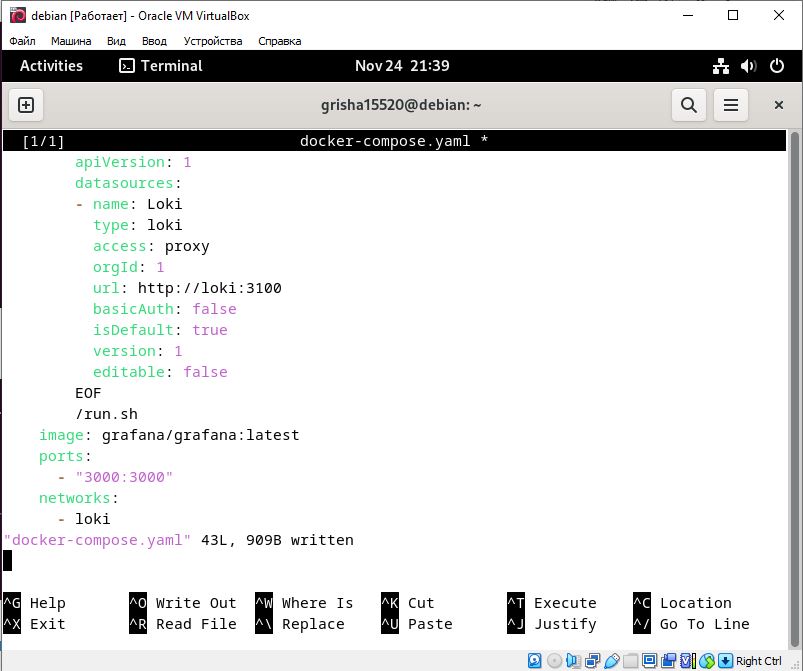 debian [Работает] - Oracle VM VirtualBox
Файл Машина Вид Ввод Устройства Справка
Activities Terminal Nov 24 21:39
grisha15520@debian: ~
[1/1] docker-compose.yaml *
apiVersion: 1
datasources:
- name: Loki
type: loki
access: proxy
orgId: 1
url: http://loki:3100
basicAuth: false
isDefault: true
version: 1
editable: false
EOF
/run.sh
image: grafana/grafana:latest
ports:
- "3000:3000"
networks:
- loki
"docker-compose.yaml" 43L, 909B written
^G Help ^O Write Out ^W Where Is ^K Cut ^T Execute ^C Location
^X Exit ^R Read File ^\ Replace ^U Paste ^J Justify ^/ Go To Line
Right Ctrl